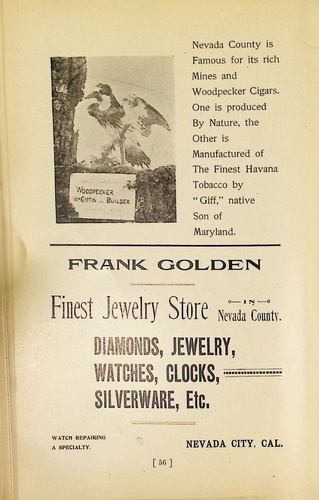 Nevada County is
Famous for its rich
Mines and
Woodpecker Cigars.
One is produced
By Nature, the
Other is
Manufactured of
The Finest Havana
Tobacco by
"Giff," native
Son of
Maryland.
WOODPECKER
BUILDER
FRANK GOLDEN
Finest Jewelry Store IN Nevada County.
DIAMONDS, JEWELRY,
WATCHES, CLOCKS,
SILVERWARE, Etc.
WATCH REPAIRING
A SPECIALTY.
NEVADA CITY, CAL.
[ 56 ]